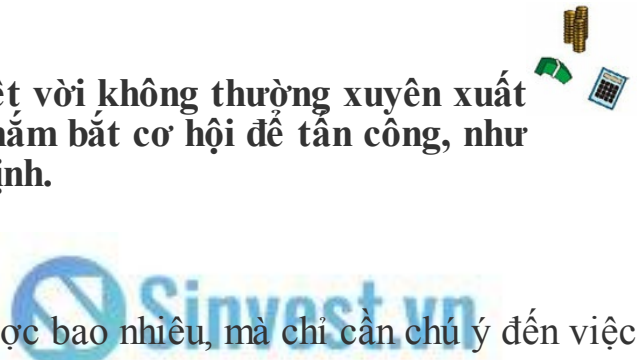 ệt vời không thường xuyên xuất
nắm bắt cơ hội để tấn công, như
ịnh.
Sinvest.vn
ợc bao nhiêu, mà chỉ cần chú ý đến việc